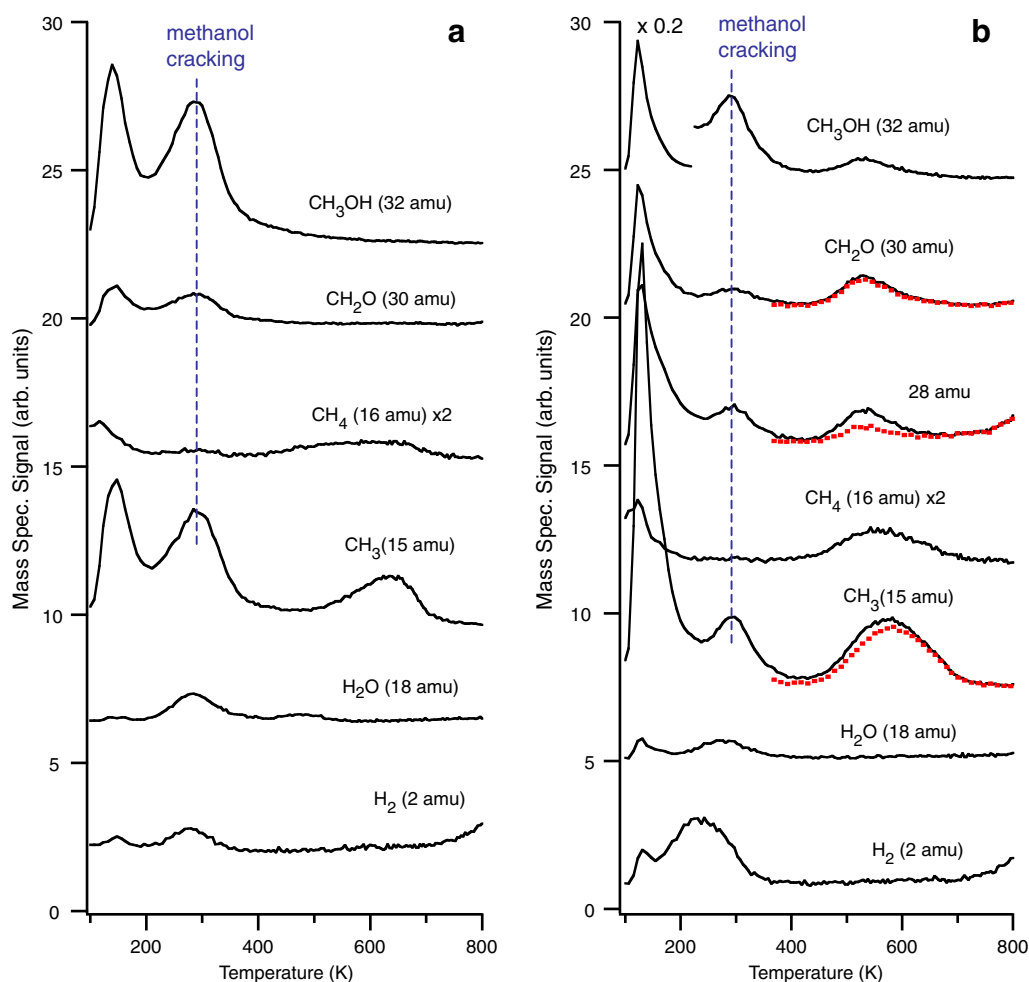 a
methanol
cracking
CH3OH (32 amu)
CH2O (30 amu)
CH4 (16 amu) x2
CH3(15 amu)
H2O (18 amu)
H2 (2 amu)
Mass Spec. Signal (arb. units)
30
25
20
15
10
5
0
200
400
600
800
Temperature (K)
b
x 0.2
methanol
cracking
CH3OH (32 amu)
CH2O (30 amu)
28 amu
CH4 (16 amu) x2
CH3(15 amu)
H2O (18 amu)
H2 (2 amu)
Mass Spec. Signal (arb. units)
30
25
20
15
10
5
0
200
400
600
800
Temperature (K)